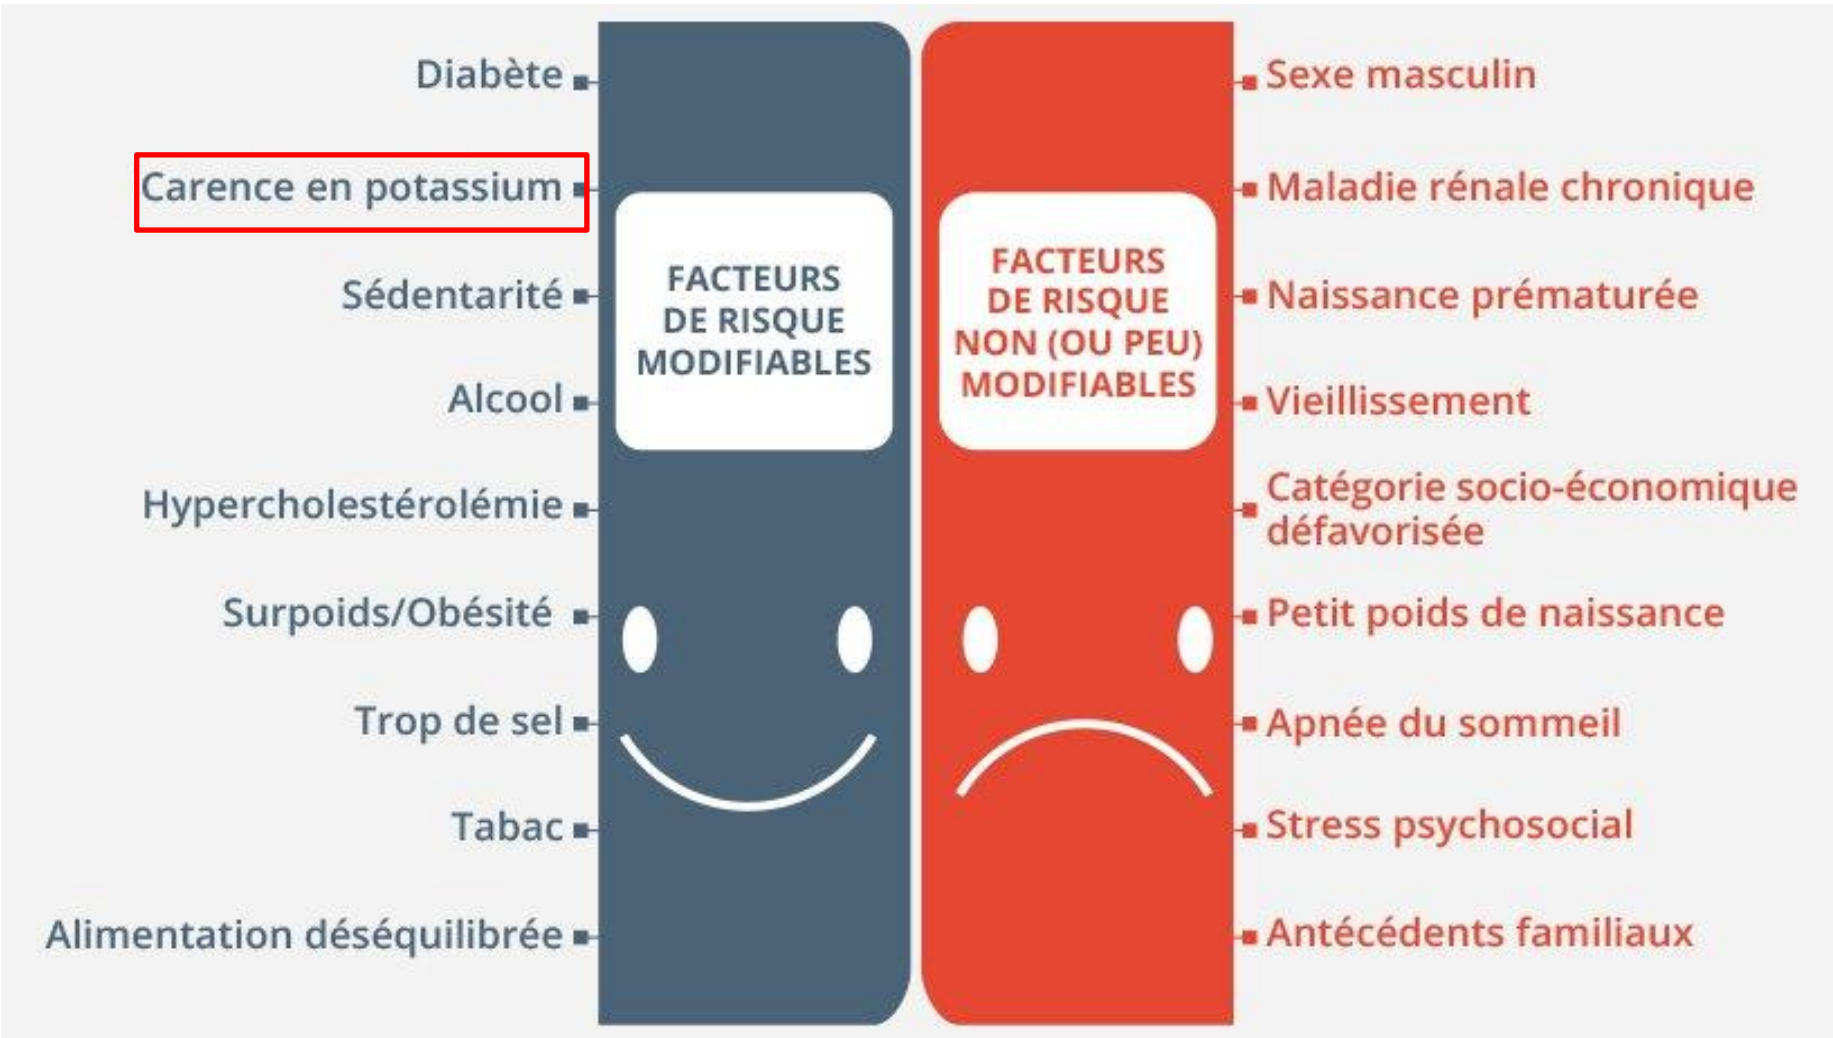 Diabète
Carence en potassium
Sédentarité
Alcool
Hypercholestérolémie
Surpoids/Obésité
Trop de sel
Tabac
Alimentation déséquilibrée
FACTEURS
DE RISQUE
MODIFIABLES
FACTEURS
DE RISQUE
NON (OU PEU)
MODIFIABLES
Sexe masculin
Maladie rénale chronique
Naissance prématurée
Vieillissement
Catégorie socio-économique
défavorisée
Petit poids de naissance
Apnée du sommeil
Stress psychosocial
Antécédents familiaux